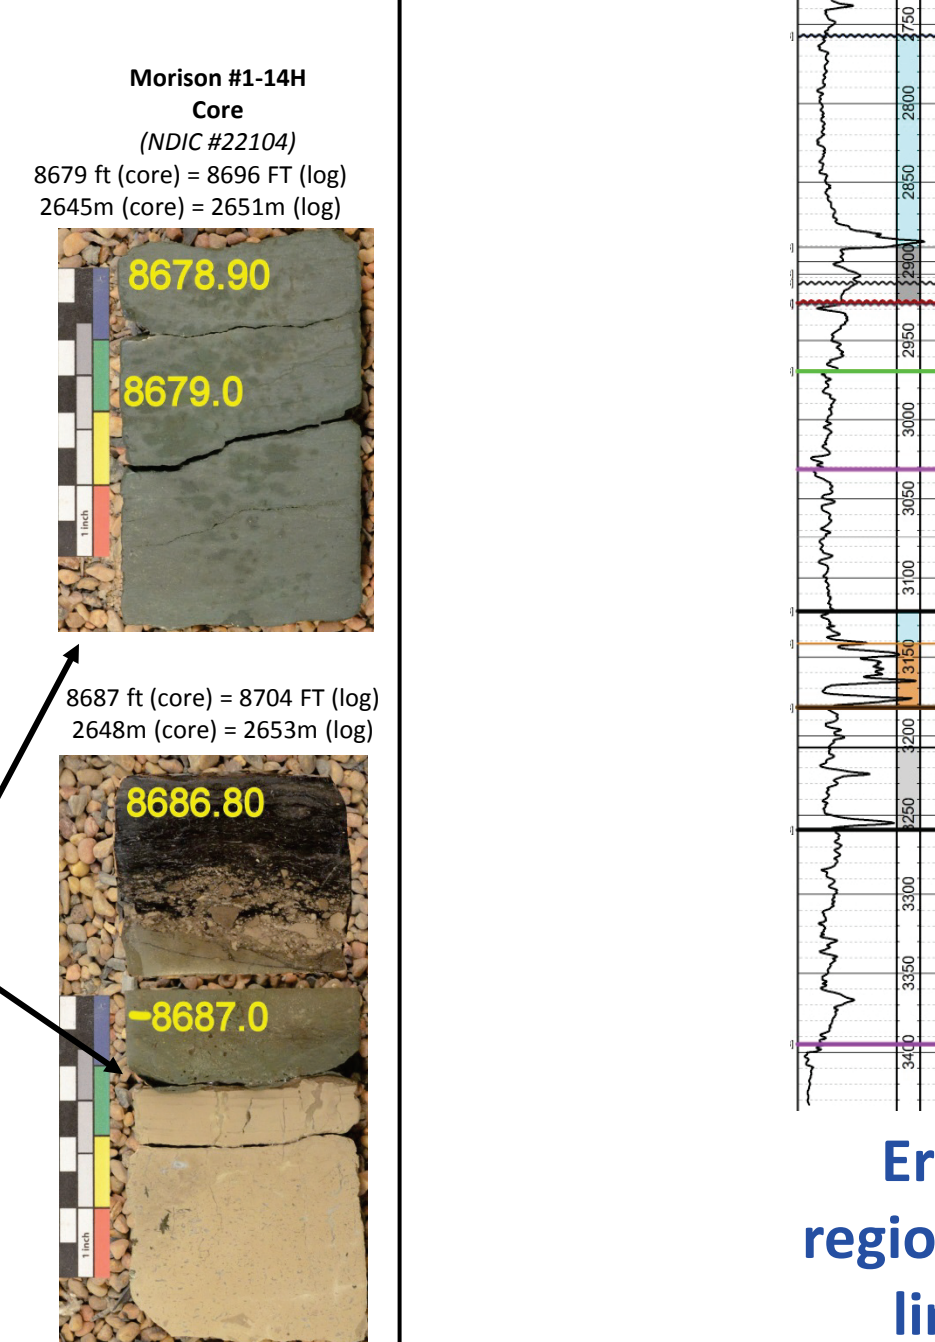 Morison #1-14H
Core
(NDIC #22104)
8679 ft (core) = 8696 FT (log)
2645m (core) = 2651m (log)
8678.90
8679.0
1 inch
8687 ft (core) = 8704 FT (log)
2648m (core) = 2653m (log)
8686.80
-8687.0
1 inch
2750
2800
2850
2900
2950
3000
3050
3100
3150
3200
3250
3300
3350
3400
Er
regio
lin